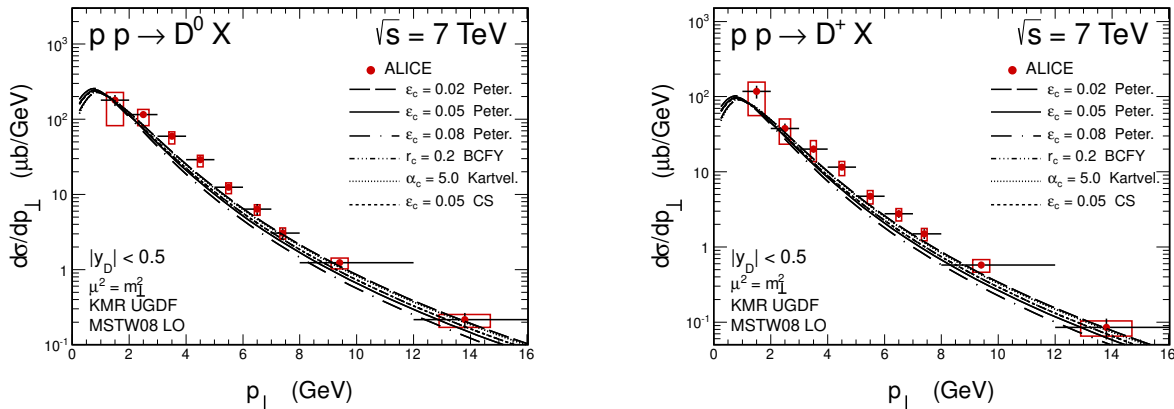 p p → D⁰ X √s = 7 TeV
ALICE
ε_c = 0.02 Peter.
ε_c = 0.05 Peter.
ε_c = 0.08 Peter.
r_c = 0.2 BCFY
α_c = 5.0 Kartvel.
ε_c = 0.05 CS
|y_D| < 0.5
μ² = m²_⊥
KMR UGDF
MSTW08 LO
dσ/dp_⊥ (μb/GeV)
10³
10²
10
1
10⁻¹
0 2 4 6 8 10 12 14 16
p_⊥ (GeV)
p p → D⁺ X √s = 7 TeV
ALICE
ε_c = 0.02 Peter.
ε_c = 0.05 Peter.
ε_c = 0.08 Peter.
r_c = 0.2 BCFY
α_c = 5.0 Kartvel.
ε_c = 0.05 CS
|y_D| < 0.5
μ² = m²_⊥
KMR UGDF
MSTW08 LO
dσ/dp_⊥ (μb/GeV)
10³
10²
10
1
10⁻¹
0 2 4 6 8 10 12 14 16
p_⊥ (GeV)